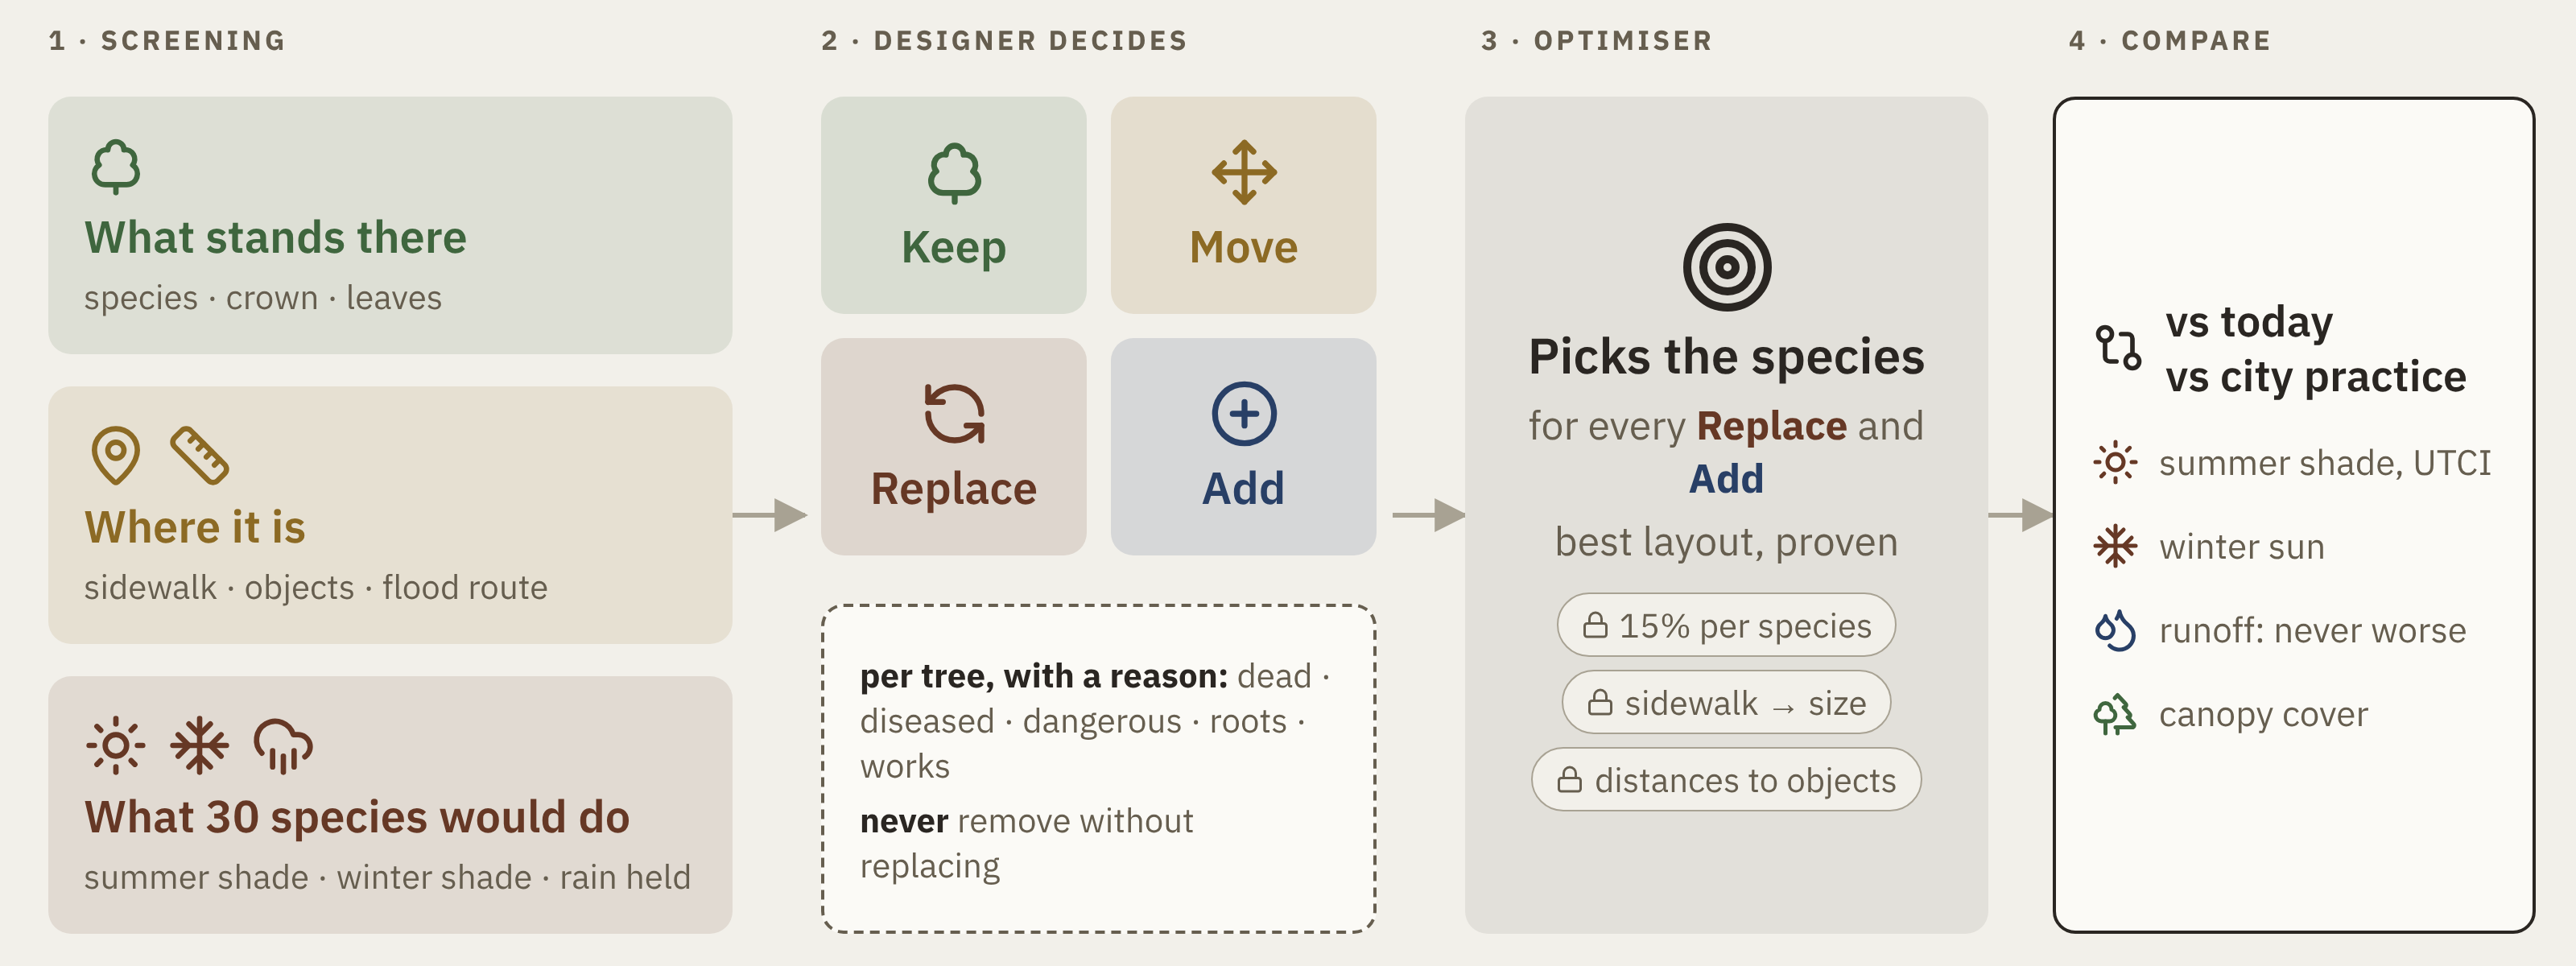 1 · SCREENING
What stands there
species · crown · leaves
Where it is
sidewalk · objects · flood route
What 30 species would do
summer shade · winter shade · rain held
2 · DESIGNER DECIDES
Keep
Move
Replace
Add
per tree, with a reason: dead ·
diseased · dangerous · roots ·
works
never remove without
replacing
3 · OPTIMISER
Picks the species
for every Replace and
Add
best layout, proven
15% per species
sidewalk → size
distances to objects
4 · COMPARE
vs today
vs city practice
summer shade, UTCI
winter sun
runoff: never worse
canopy cover